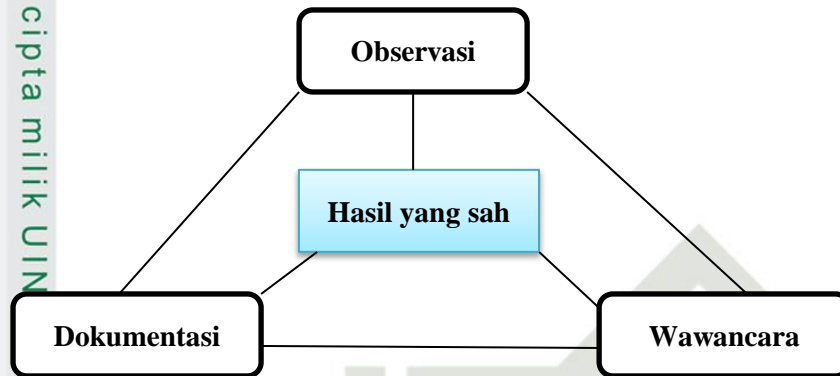 cipta milik UIN
Observasi
Hasil yang sah
Dokumentasi
Wawancara